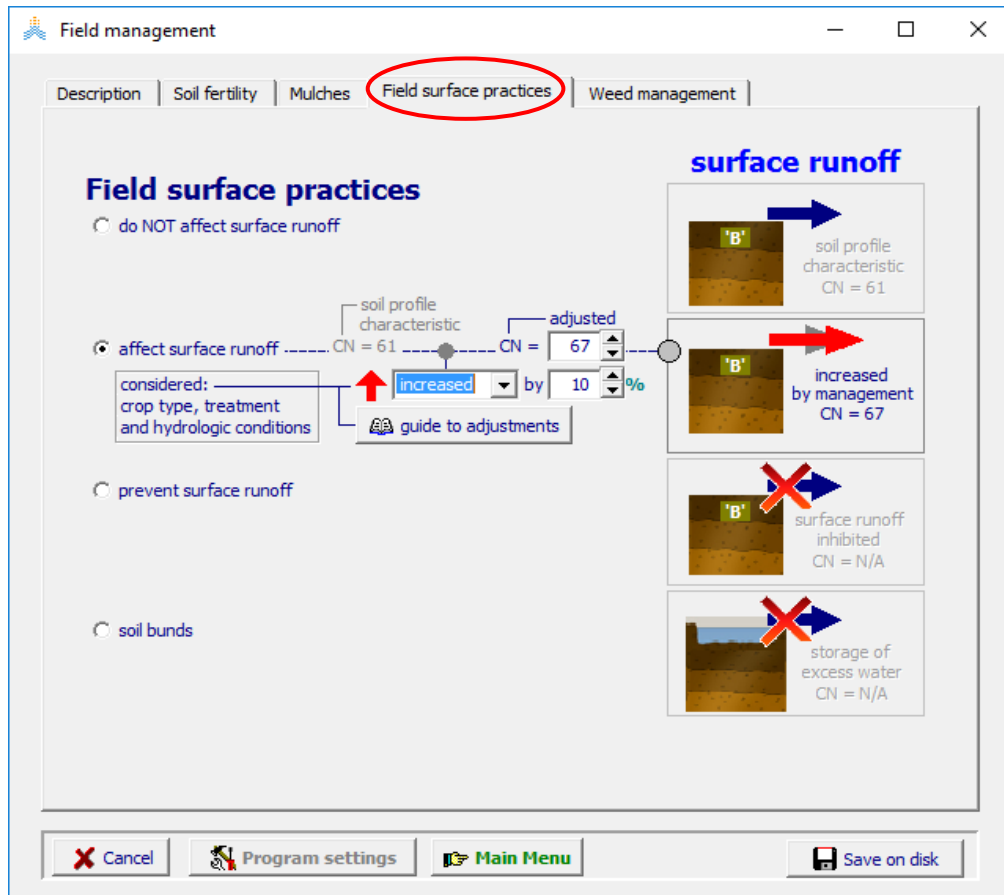 Field management
Description
Soil fertility
Mulches
Field surface practices
Weed management
Field surface practices
surface runoff
do NOT affect surface runoff
'B'
soil profile
characteristic
CN = 61
affect surface runoff
soil profile
characteristic
CN = 61
adjusted
CN = 67
increased by 10 %
considered:
crop type, treatment
and hydrologic conditions
guide to adjustments
'B'
increased
by management
CN = 67
prevent surface runoff
'B'
surface runoff
inhibited
CN = N/A
soil bunds
storage of
excess water
CN = N/A
Cancel
Program settings
Main Menu
Save on disk